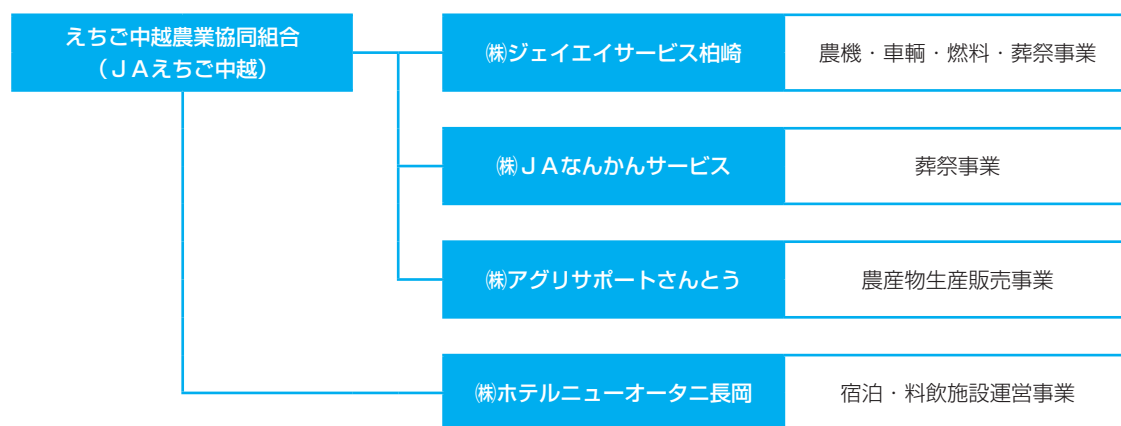 えちご中越農業協同組合
（ＪＡえちご中越）
㈱ジェイエイサービス柏崎
農機・車輌・燃料・葬祭事業
㈱ＪＡなんかんサービス
葬祭事業
㈱アグリサポートさんとう
農産物生産販売事業
㈱ホテルニューオータニ長岡
宿泊・料飲施設運営事業